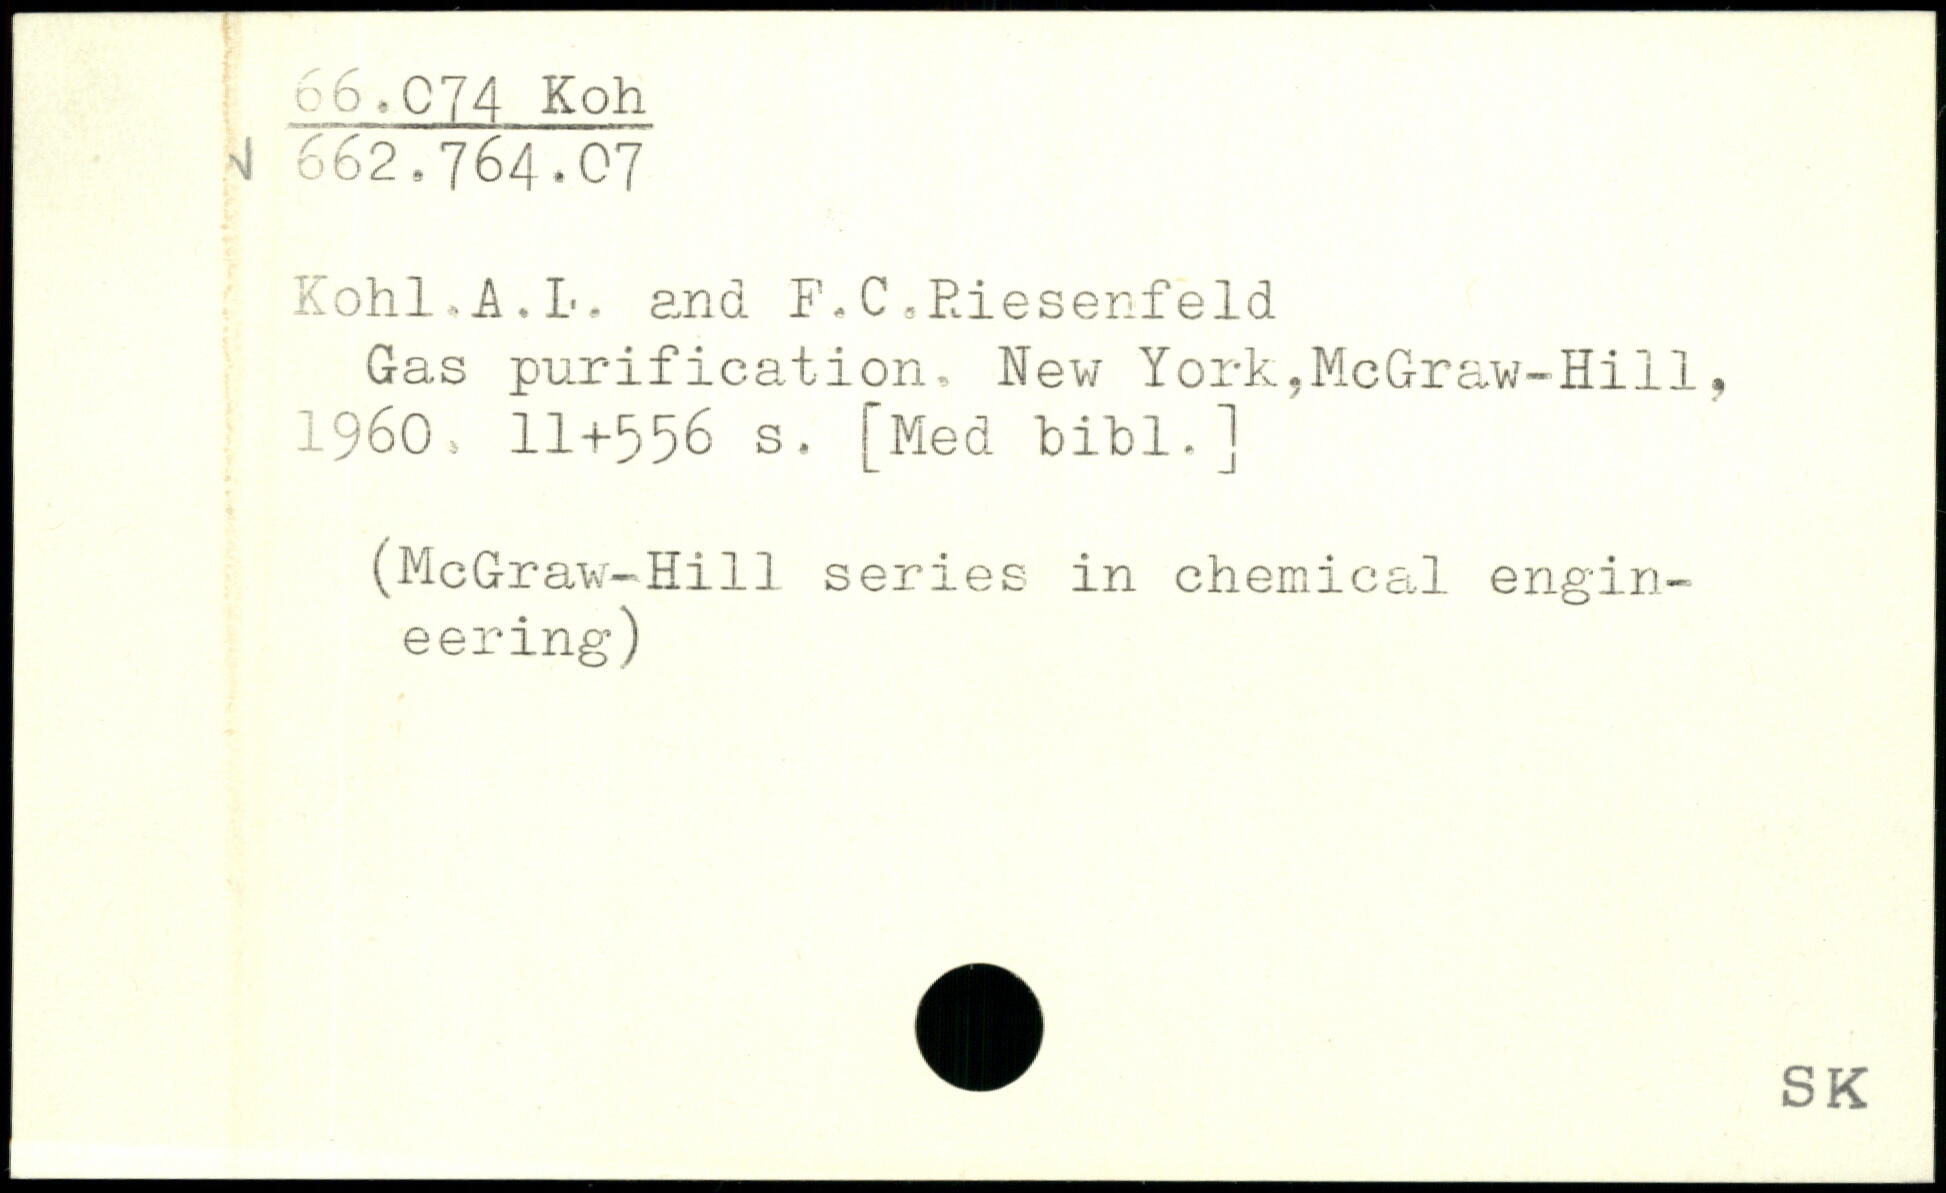 66.074 Koh
√ 662.764.07
Kohl.A.L. and F.C.Riesenfeld
Gas purification. New York,McGraw-Hill,
1960. 11+556 s. [Med bibl.]
(McGraw-Hill series in chemical engin-
eering)
SK